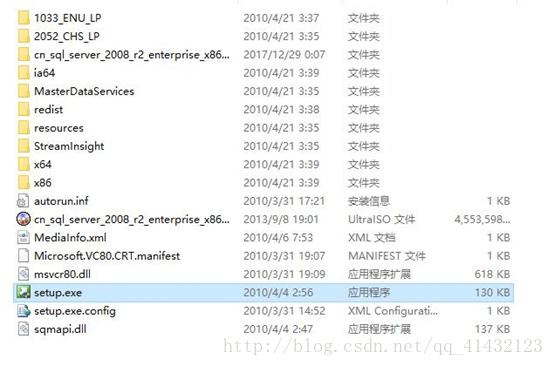 1033_ENU_LP 2010/4/21 3:37 文件夹
2052_CHS_LP 2010/4/21 3:35 文件夹
cn_sql_server_2008_r2_enterprise_x86... 2017/12/29 0:07 文件夹
ia64 2010/4/21 3:39 文件夹
MasterDataServices 2010/4/21 3:35 文件夹
redist 2010/4/21 3:38 文件夹
resources 2010/4/21 3:35 文件夹
StreamInsight 2010/4/21 3:35 文件夹
x64 2010/4/21 3:39 文件夹
x86 2010/4/21 3:39 文件夹
autorun.inf 2010/3/31 17:21 安装信息 1 KB
cn_sql_server_2008_r2_enterprise_x86... 2013/9/8 19:01 UltraISO 文件 4,553,598...
MediaInfo.xml 2010/4/6 7:53 XML 文档 1 KB
Microsoft.VC80.CRT.manifest 2010/3/31 19:07 MANIFEST 文件 1 KB
msvcr80.dll 2010/3/31 19:09 应用程序扩展 618 KB
setup.exe 2010/4/4 2:56 应用程序 130 KB
setup.exe.config 2010/3/31 14:52 XML Configurati... 1 KB
sqmapi.dll 2010/4/4 2:47 应用程序扩展 137 KB
http://blog.csdn.net/qq_41432123